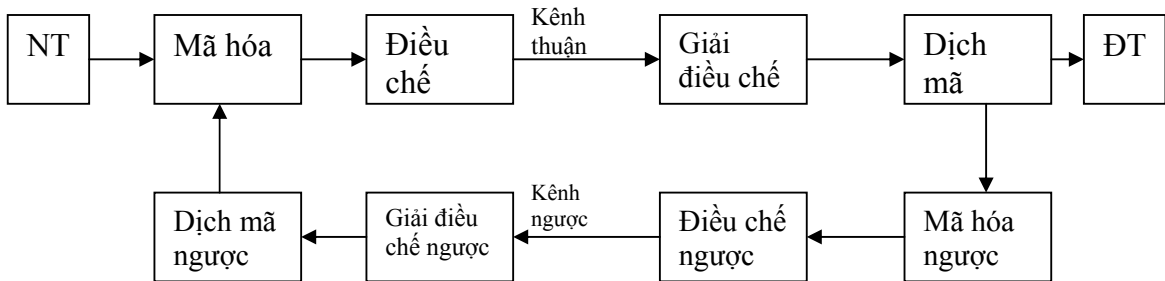 NT
Mã hóa
Điều
chế
Kênh
thuận
Giải
điều chế
Dịch
mã
ĐT
Dịch mã
ngược
Giải điều
chế ngược
Kênh
ngược
Điều chế
ngược
Mã hóa
ngược